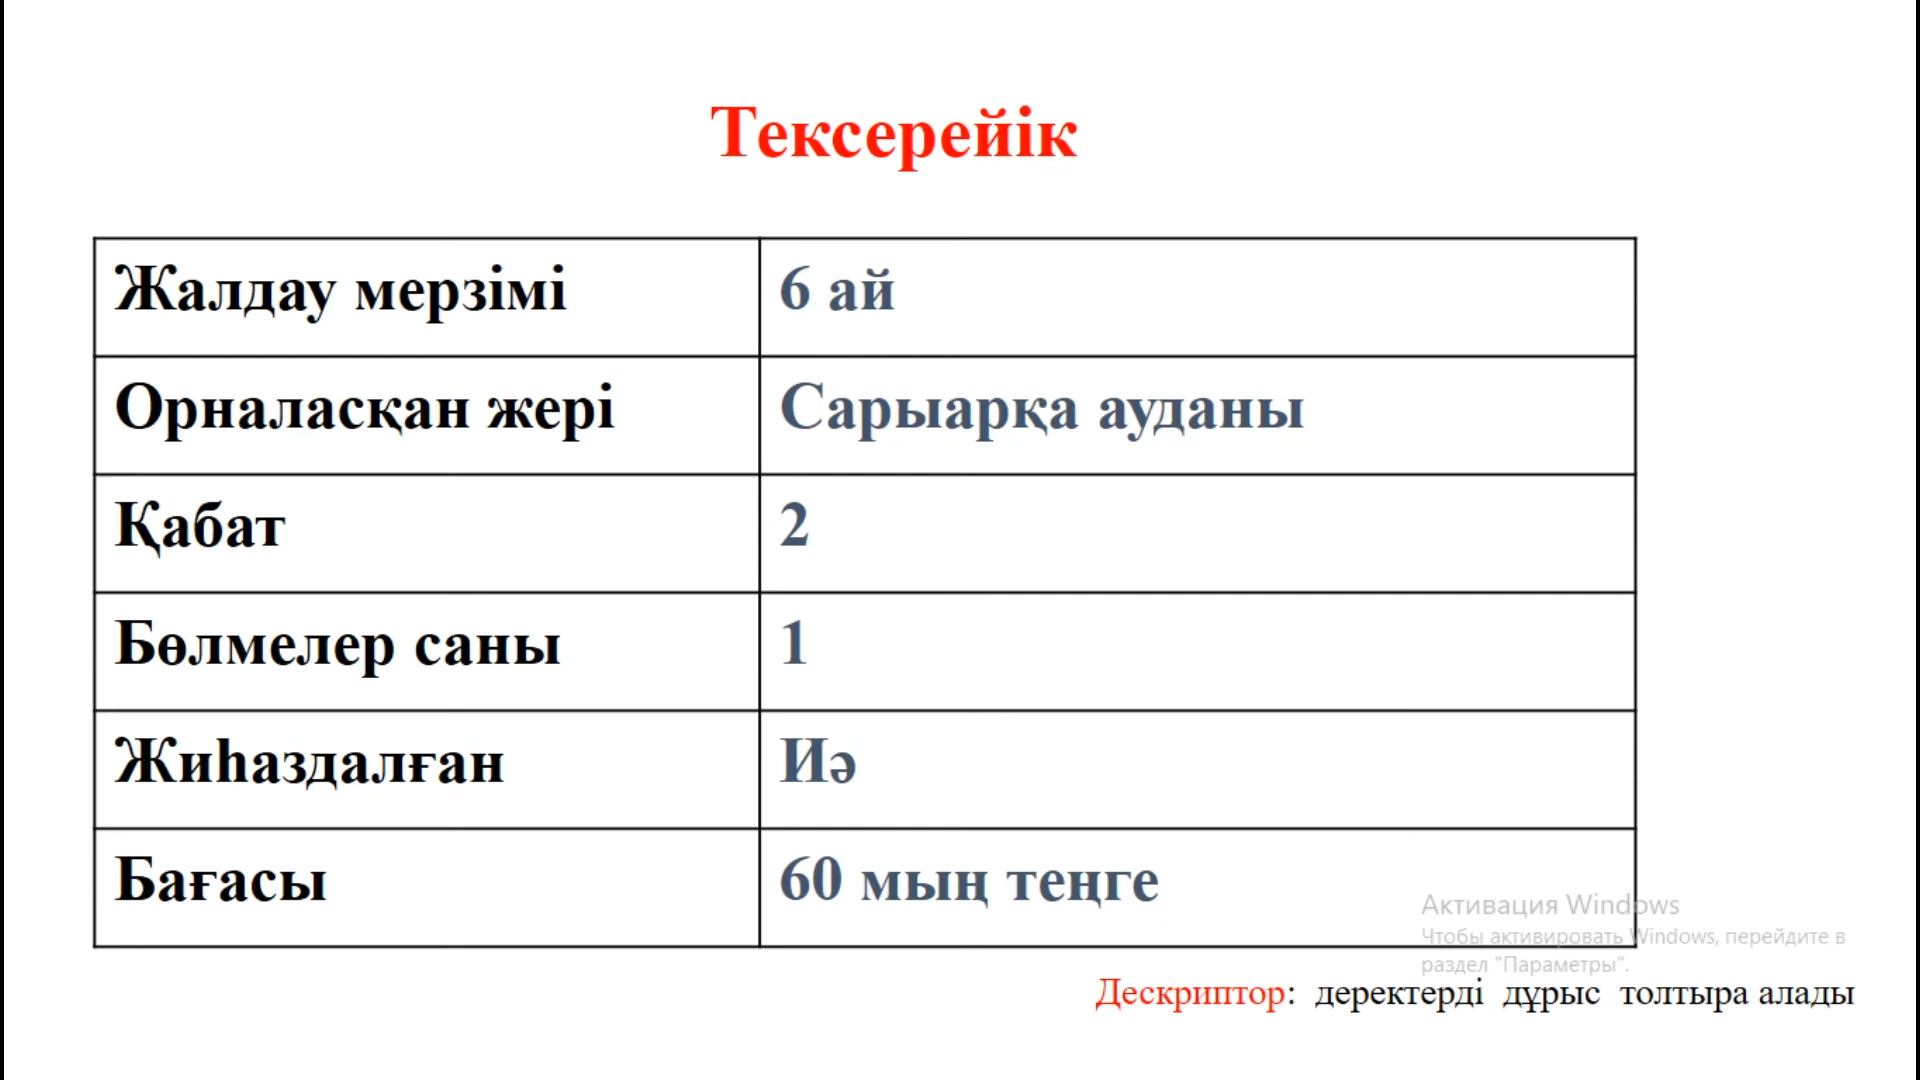 Тексерейік
Жалдау мерзімі 6 ай
Орналасқан жері Сарыарқа ауданы
Қабат 2
Бөлмелер саны 1
Жиһаздалған Иә
Бағасы 60 мың теңге
Активация Windows
Чтобы активировать Windows, перейдите в
раздел "Параметры".
Дескриптор: деректерді дұрыс толтыра алады